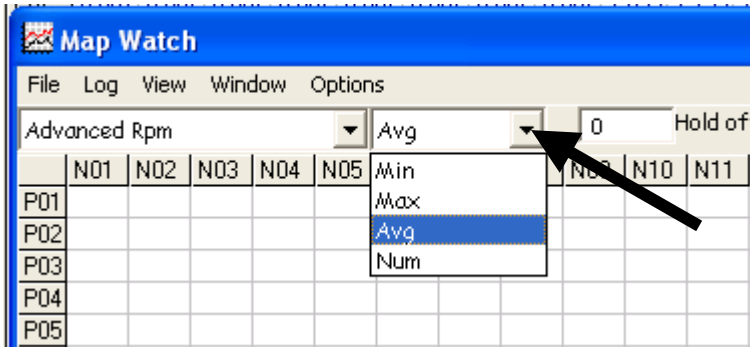 Map Watch
File Log View Window Options
Advanced Rpm Avg 0 Hold of
N01 N02 N03 N04 N05 N10 N11
Min
P01
Max
P02
Avg
P03
Num
P04
P05